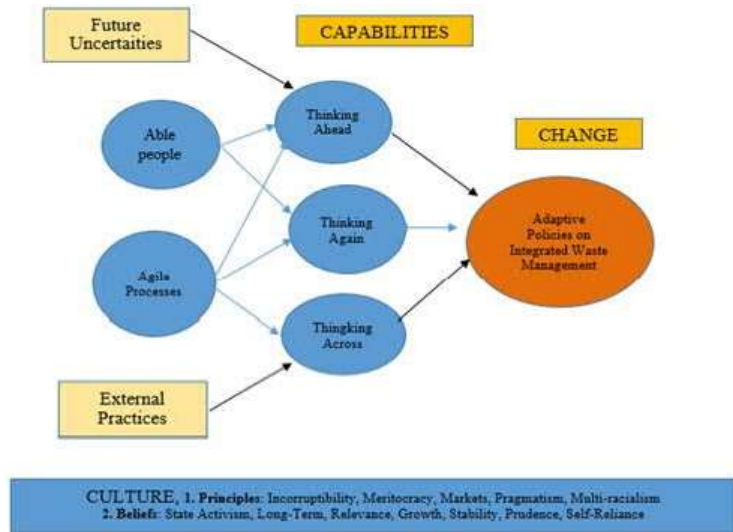 Future
Uncertaities
CAPABILITIES
Thinking
Ahead
Able
people
CHANGE
Thinking
Again
Adaptive
Policies on
Integrated Waste
Management
Agile
Processes
Thingking
Across
External
Practices
CULTURE, 1. Principles: Incorruptibility, Meritocracy, Markets, Pragmatism, Multi-racialism
2. Beliefs: State Activism, Long-Term, Relevance, Growth, Stability, Prudence, Self-Reliance